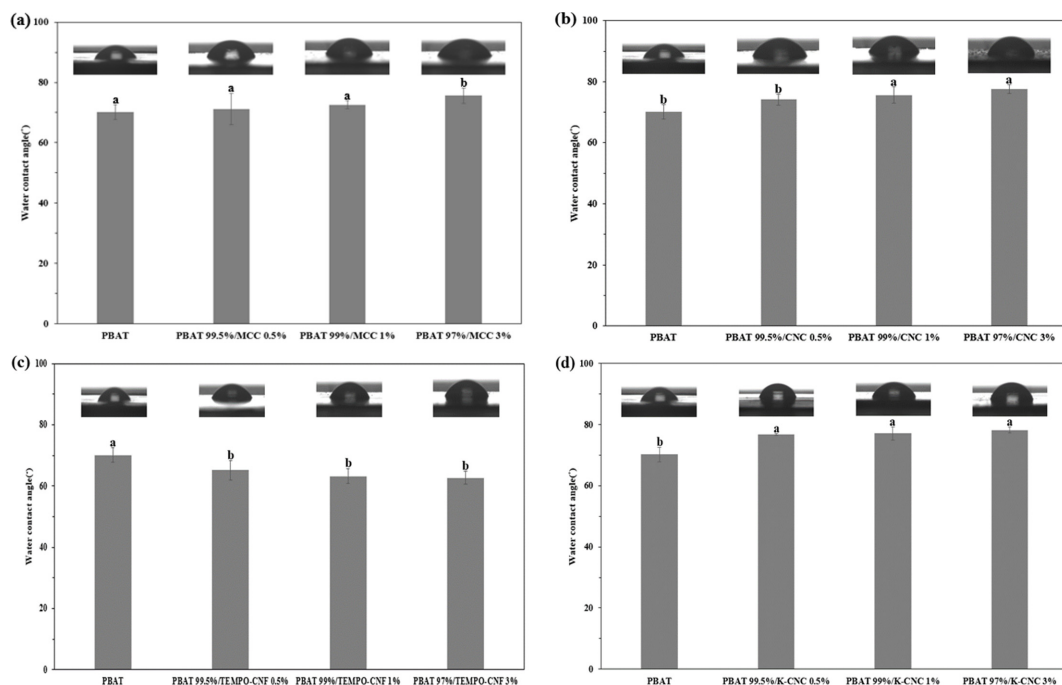 (a)
100
80
60
40
20
0
Water contact angle(°)
a
a
a
b
PBAT
PBAT 99.5%/MCC 0.5%
PBAT 99%/MCC 1%
PBAT 97%/MCC 3%
(b)
100
80
60
40
20
0
Water contact angle(°)
b
b
a
a
PBAT
PBAT 99.5%/CNC 0.5%
PBAT 99%/CNC 1%
PBAT 97%/CNC 3%
(c)
100
80
60
40
20
0
Water contact angle(°)
a
b
b
b
PBAT
PBAT 99.5%/TEMPO-CNF 0.5%
PBAT 99%/TEMPO-CNF 1%
PBAT 97%/TEMPO-CNF 3%
(d)
100
80
60
40
20
0
Water contact angle(°)
b
a
a
a
PBAT
PBAT 99.5%/K-CNC 0.5%
PBAT 99%/K-CNC 1%
PBAT 97%/K-CNC 3%